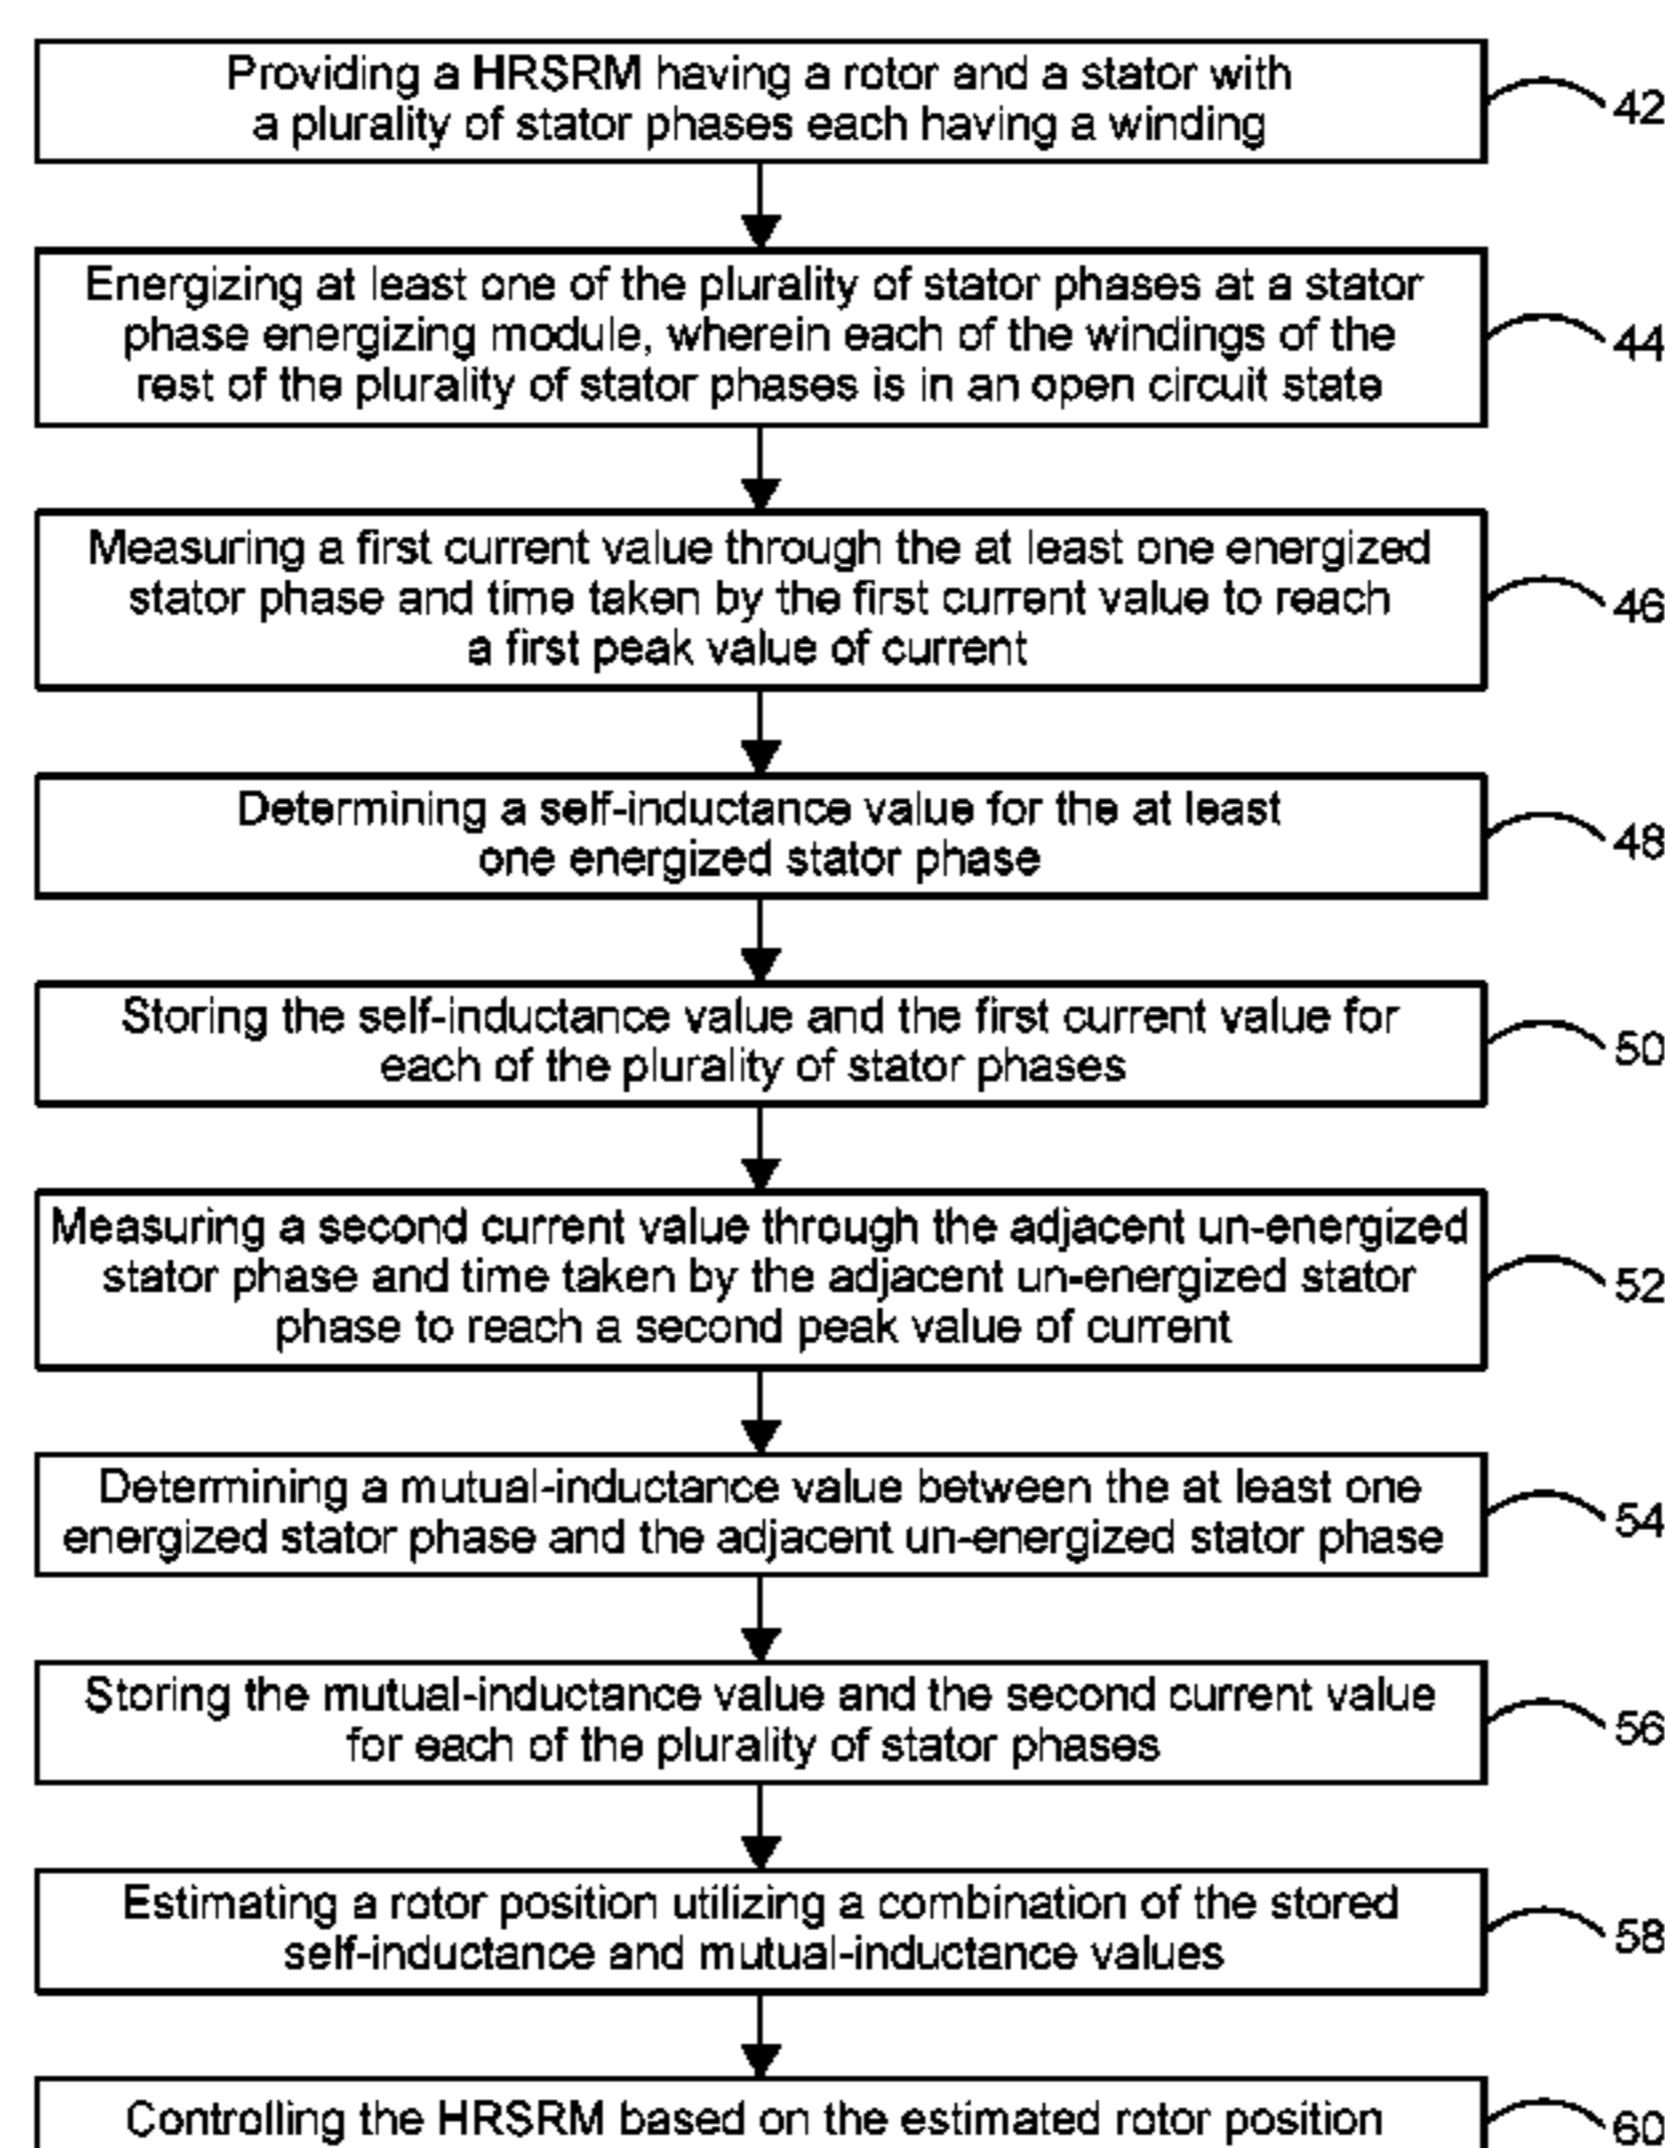 Providing a HRSRM having a rotor and a stator with
a plurality of stator phases each having a winding
42
Energizing at least one of the plurality of stator phases at a stator
phase energizing module, wherein each of the windings of the
rest of the plurality of stator phases is in an open circuit state
44
Measuring a first current value through the at least one energized
stator phase and time taken by the first current value to reach
a first peak value of current
46
Determining a self-inductance value for the at least
one energized stator phase
48
Storing the self-inductance value and the first current value for
each of the plurality of stator phases
50
Measuring a second current value through the adjacent un-energized
stator phase and time taken by the adjacent un-energized stator
phase to reach a second peak value of current
52
Determining a mutual-inductance value between the at least one
energized stator phase and the adjacent un-energized stator phase
54
Storing the mutual-inductance value and the second current value
for each of the plurality of stator phases
56
Estimating a rotor position utilizing a combination of the stored
self-inductance and mutual-inductance values
58
Controlling the HRSRM based on the estimated rotor position
60